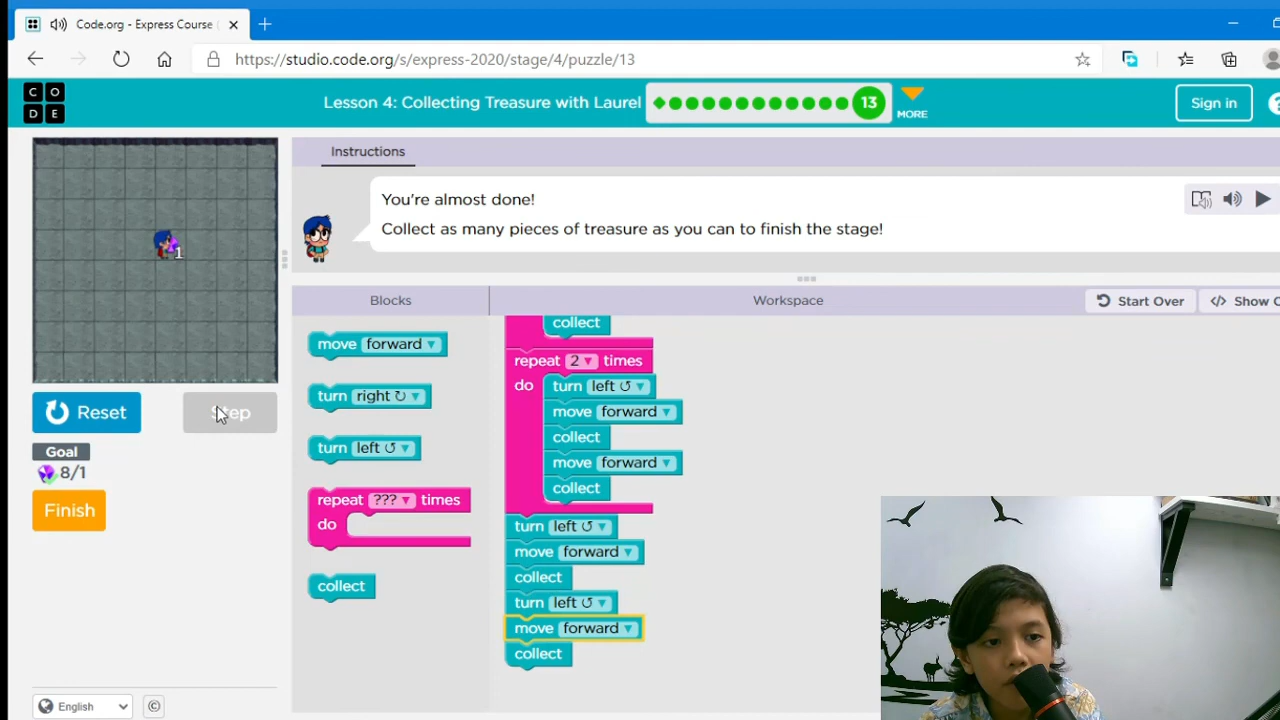 Code.org - Express Course (
https://studio.code.org/s/express-2020/stage/4/puzzle/13
C O D E
Lesson 4: Collecting Treasure with Laurel
13
MORE
Sign in
?
Instructions
You're almost done!
Collect as many pieces of treasure as you can to finish the stage!
1
Reset
Step
Goal
8/1
Finish
English
©
Blocks
Workspace
Start Over
</> Show C
move forward
turn right ↻
turn left ↺
repeat ??? times
do
collect
collect
repeat 2 times
do turn left ↺
move forward
collect
move forward
collect
turn left ↺
move forward
collect
turn left ↺
move forward
collect